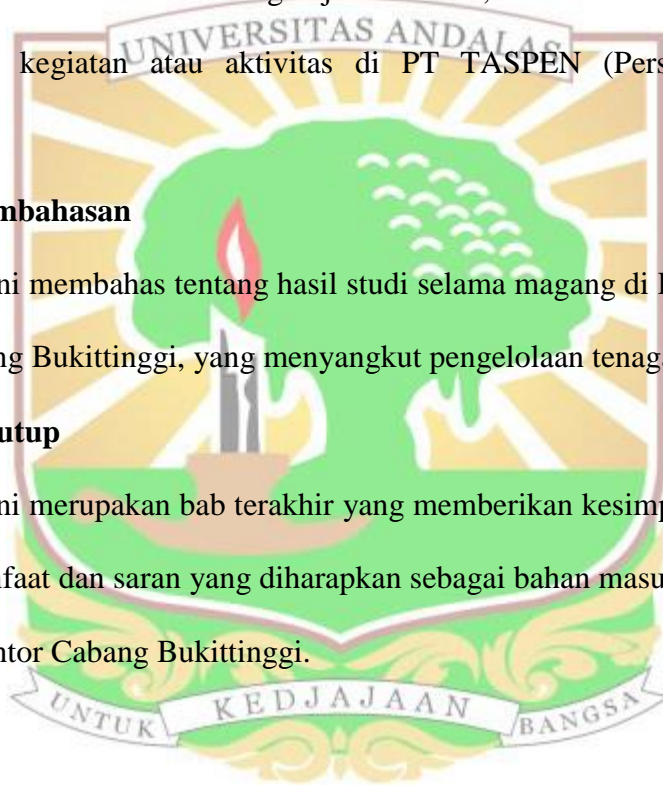 UNIVERSITAS ANDALAS
kegiatan atau aktivitas di PT TASPEN (Pers
mbahasan
ni membahas tentang hasil studi selama magang di
ng Bukittinggi, yang menyangkut pengelolaan tenaga
utup
ni merupakan bab terakhir yang memberikan kesimp
nfaat dan saran yang diharapkan sebagai bahan masu
ntor Cabang Bukittinggi.
UNTUK KEDJAJAAN BANGSA